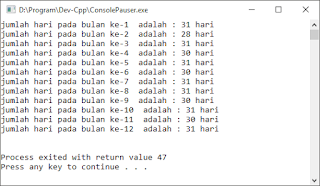 D:\Program\Dev-Cpp\ConsolePauser.exe
jumlah hari pada bulan ke-1  adalah : 31 hari
jumlah hari pada bulan ke-2  adalah : 28 hari
jumlah hari pada bulan ke-3  adalah : 31 hari
jumlah hari pada bulan ke-4  adalah : 30 hari
jumlah hari pada bulan ke-5  adalah : 31 hari
jumlah hari pada bulan ke-6  adalah : 30 hari
jumlah hari pada bulan ke-7  adalah : 31 hari
jumlah hari pada bulan ke-8  adalah : 31 hari
jumlah hari pada bulan ke-9  adalah : 30 hari
jumlah hari pada bulan ke-10  adalah : 31 hari
jumlah hari pada bulan ke-11  adalah : 30 hari
jumlah hari pada bulan ke-12  adalah : 31 hari
Process exited with return value 47
Press any key to continue . . .